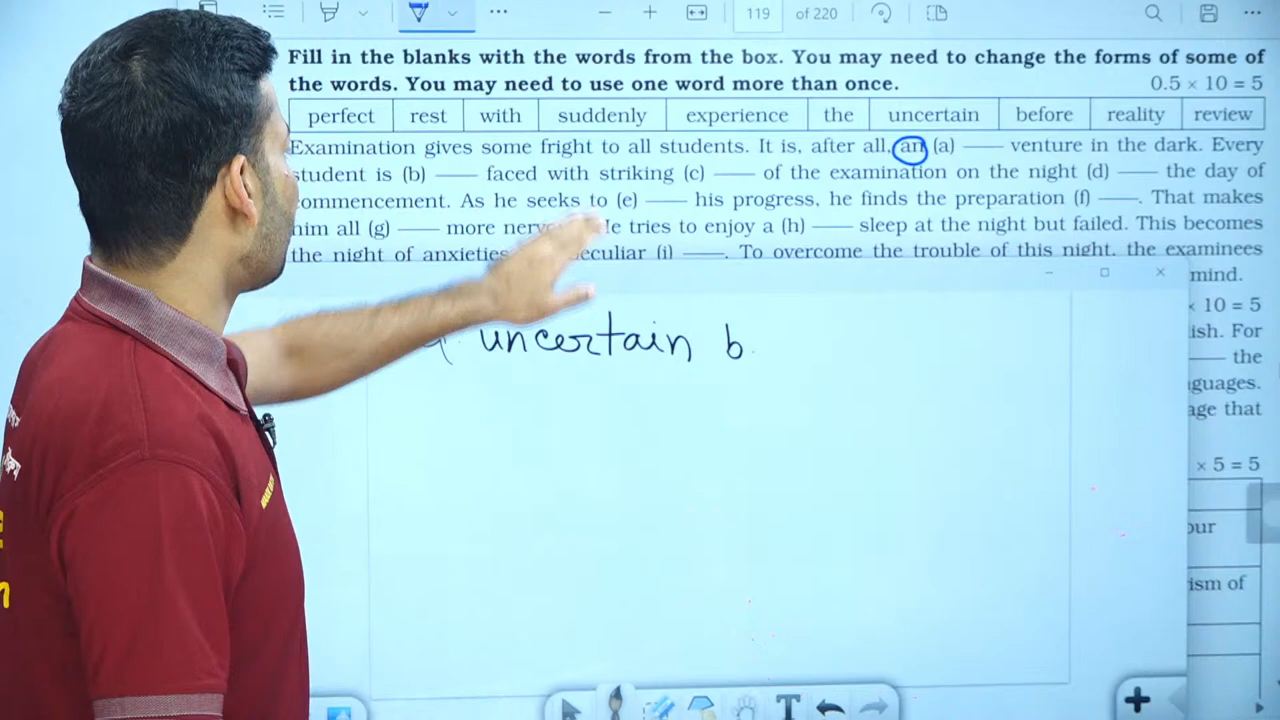 119 of 220
Fill in the blanks with the words from the box. You may need to change the forms of some of
the words. You may need to use one word more than once. 0.5 × 10 = 5
perfect rest with suddenly experience the uncertain before reality review
Examination gives some fright to all students. It is, after all, an (a) —— venture in the dark. Every
student is (b) —— faced with striking (c) —— of the examination on the night (d) —— the day of
commencement. As he seeks to (e) —— his progress, he finds the preparation (f) ——. That makes
him all (g) —— more tries to enjoy a (h) —— sleep at the night but failed. This becomes
the night of anxieties (i) ——. To overcome the trouble of this night, the examinees
mind.
× 10 = 5
ish. For
—— the
guages.
age that
uncertain b
× 5 = 5
our
ism of
T